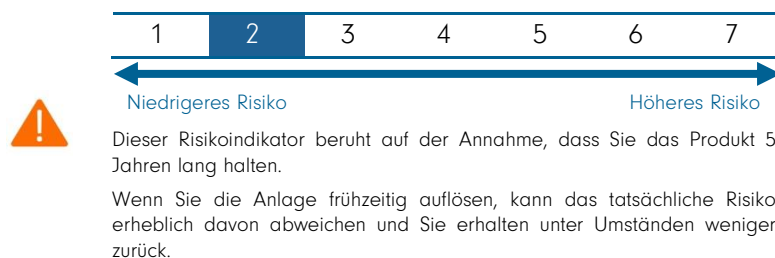 1 2 3 4 5 6 7
Niedrigeres Risiko Höheres Risiko
Dieser Risikoindikator beruht auf der Annahme, dass Sie das Produkt 5
Jahren lang halten.
Wenn Sie die Anlage frühzeitig auflösen, kann das tatsächliche Risiko
erheblich davon abweichen und Sie erhalten unter Umständen weniger
zurück.